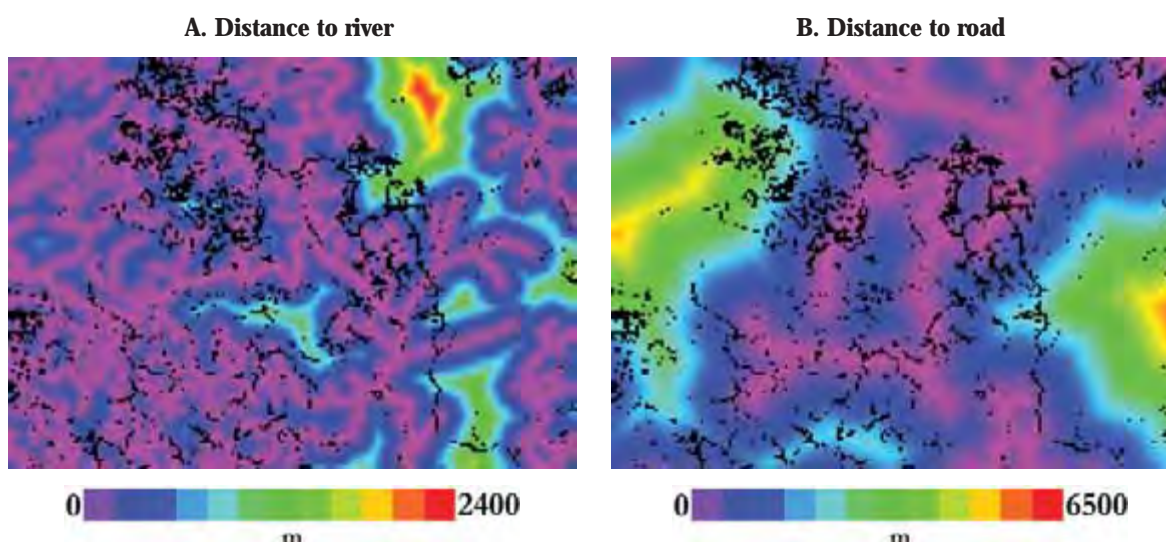 A. Distance to river
B. Distance to road
0 2400
m
0 6500
m